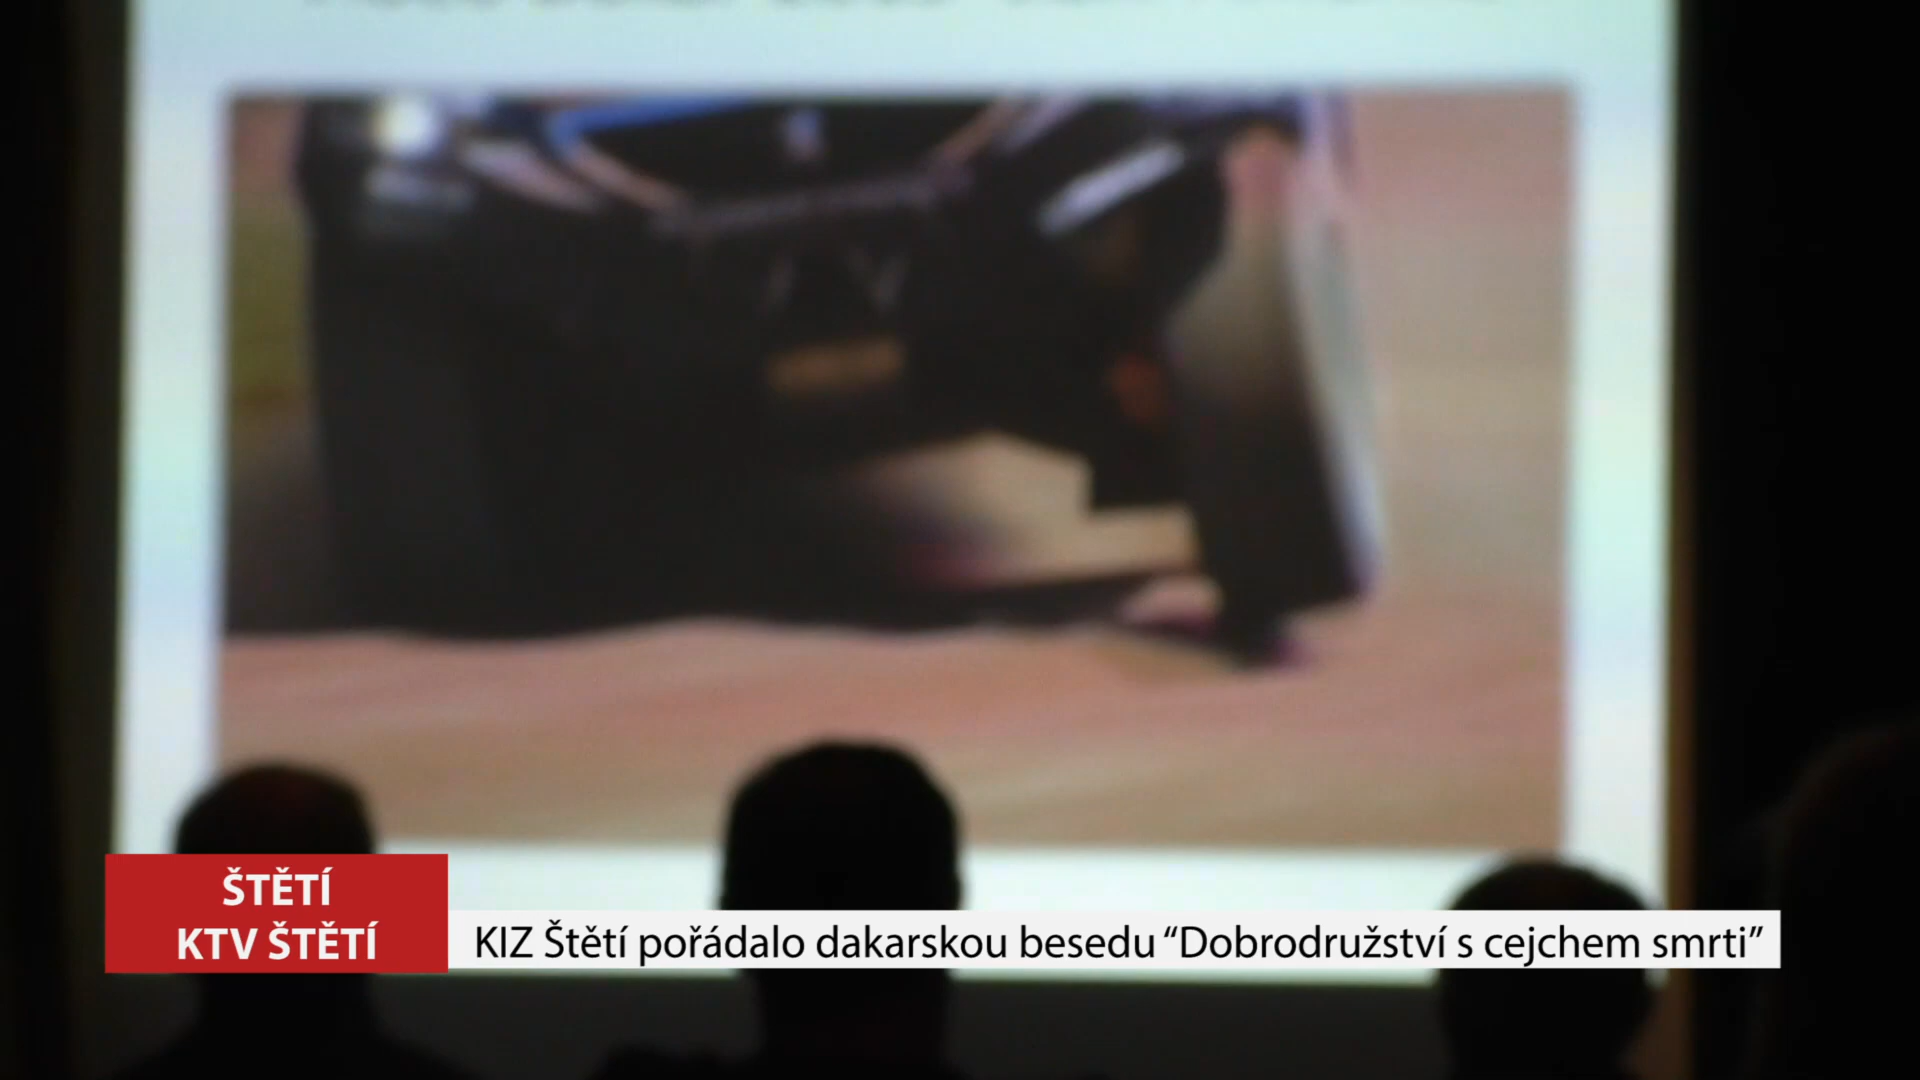 ŠTĚTÍ
KTV ŠTĚTÍ
KIZ Štětí pořádalo dakarskou besedu “Dobrodružství s cejchem smrti”